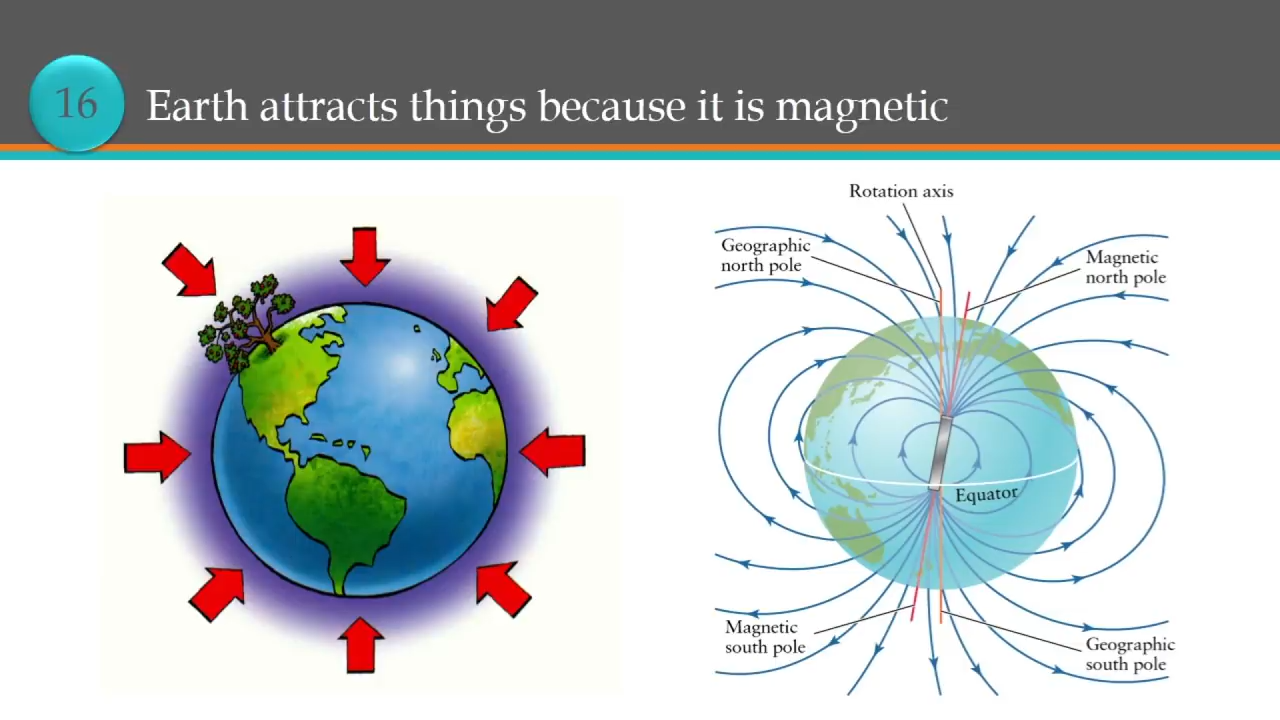 16
Earth attracts things because it is magnetic
Rotation axis
Geographic
north pole
Magnetic
north pole
Equator
Magnetic
south pole
Geographic
south pole